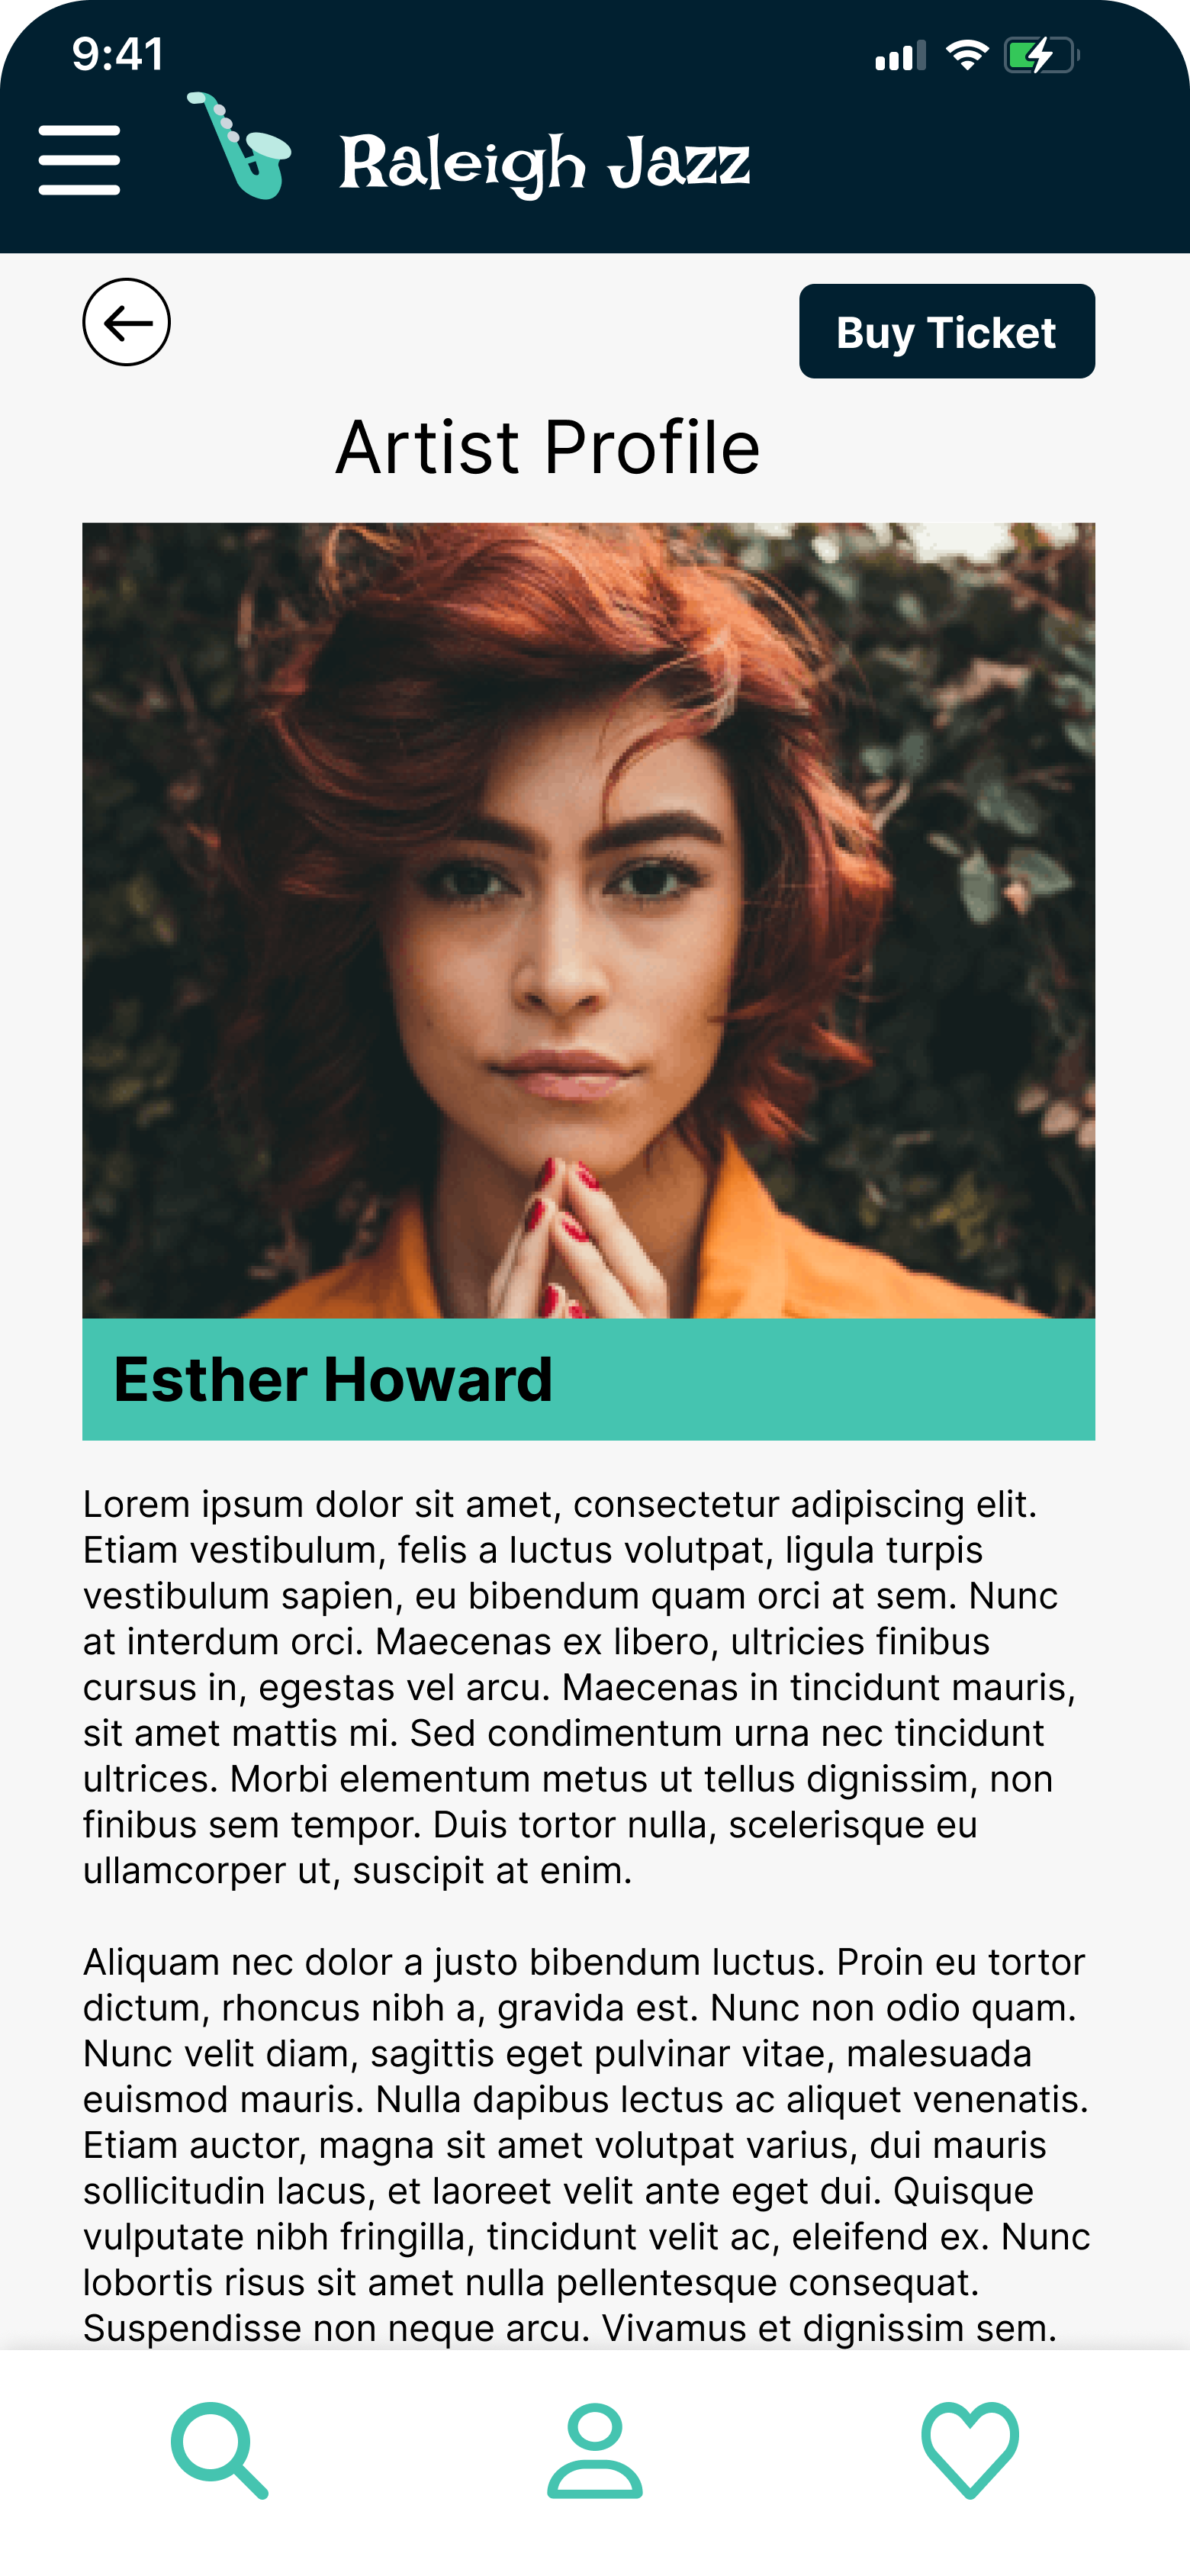 9:41
Raleigh Jazz
Buy Ticket
Artist Profile
Esther Howard
Lorem ipsum dolor sit amet, consectetur adipiscing elit.
Etiam vestibulum, felis a luctus volutpat, ligula turpis
vestibulum sapien, eu bibendum quam orci at sem. Nunc
at interdum orci. Maecenas ex libero, ultricies finibus
cursus in, egestas vel arcu. Maecenas in tincidunt mauris,
sit amet mattis mi. Sed condimentum urna nec tincidunt
ultrices. Morbi elementum metus ut tellus dignissim, non
finibus sem tempor. Duis tortor nulla, scelerisque eu
ullamcorper ut, suscipit at enim.
Aliquam nec dolor a justo bibendum luctus. Proin eu tortor
dictum, rhoncus nibh a, gravida est. Nunc non odio quam.
Nunc velit diam, sagittis eget pulvinar vitae, malesuada
euismod mauris. Nulla dapibus lectus ac aliquet venenatis.
Etiam auctor, magna sit amet volutpat varius, dui mauris
sollicitudin lacus, et laoreet velit ante eget dui. Quisque
vulputate nibh fringilla, tincidunt velit ac, eleifend ex. Nunc
lobortis risus sit amet nulla pellentesque consequat.
Suspendisse non neque arcu. Vivamus et dignissim sem.